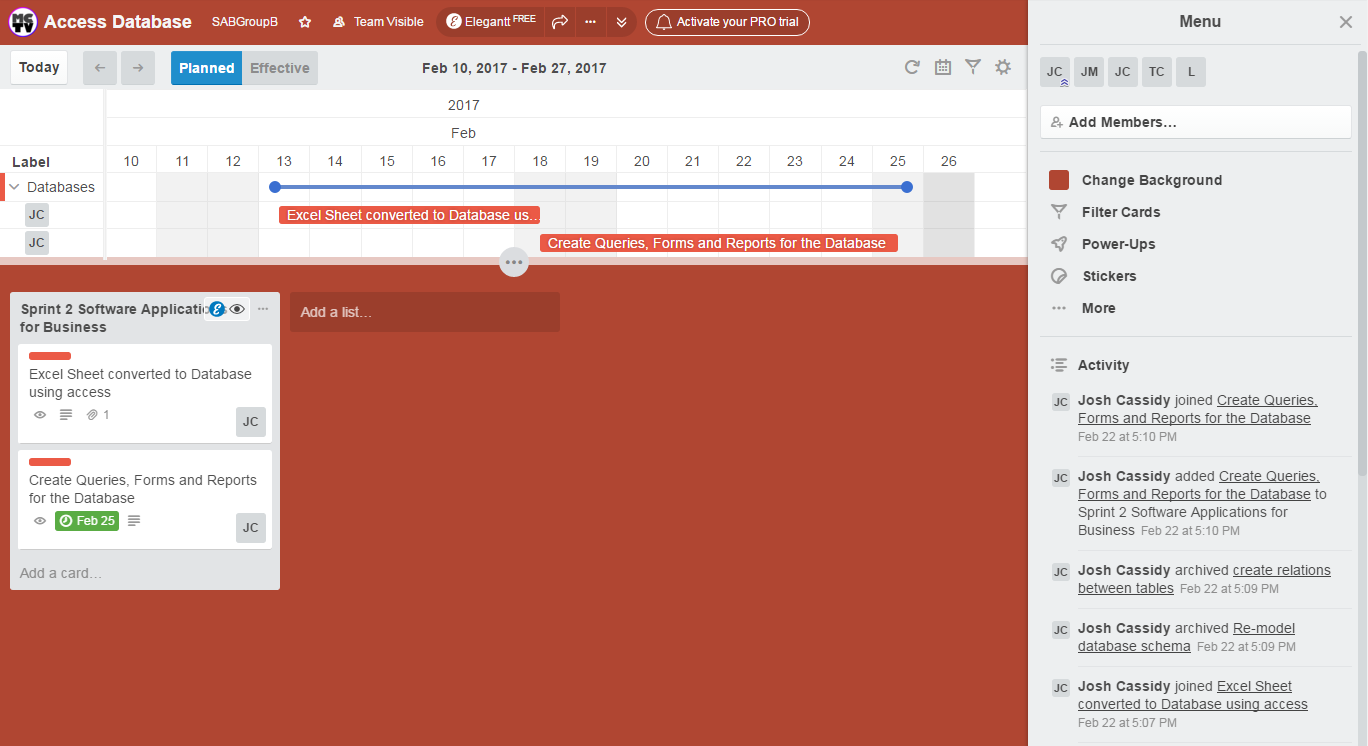 MC
TV
Access Database SABGroupB Team Visible Elegantt FREE Activate your PRO trial
Today Planned Effective Feb 10, 2017 - Feb 27, 2017
2017
Feb
Label 10 11 12 13 14 15 16 17 18 19 20 21 22 23 24 25 26
Databases
JC Excel Sheet converted to Database us...
JC Create Queries, Forms and Reports for the Database
Sprint 2 Software Applications
for Business
Excel Sheet converted to Database
using access
1
JC
Create Queries, Forms and Reports
for the Database
Feb 25
JC
Add a card…
Add a list…
Menu
JC JM JC TC L
Add Members…
Change Background
Filter Cards
Power-Ups
Stickers
More
Activity
JC Josh Cassidy joined Create Queries,
Forms and Reports for the Database
Feb 22 at 5:10 PM
JC Josh Cassidy added Create Queries,
Forms and Reports for the Database to
Sprint 2 Software Applications for
Business Feb 22 at 5:10 PM
JC Josh Cassidy archived create relations
between tables Feb 22 at 5:09 PM
JC Josh Cassidy archived Re-model
database schema Feb 22 at 5:09 PM
JC Josh Cassidy joined Excel Sheet
converted to Database using access
Feb 22 at 5:07 PM